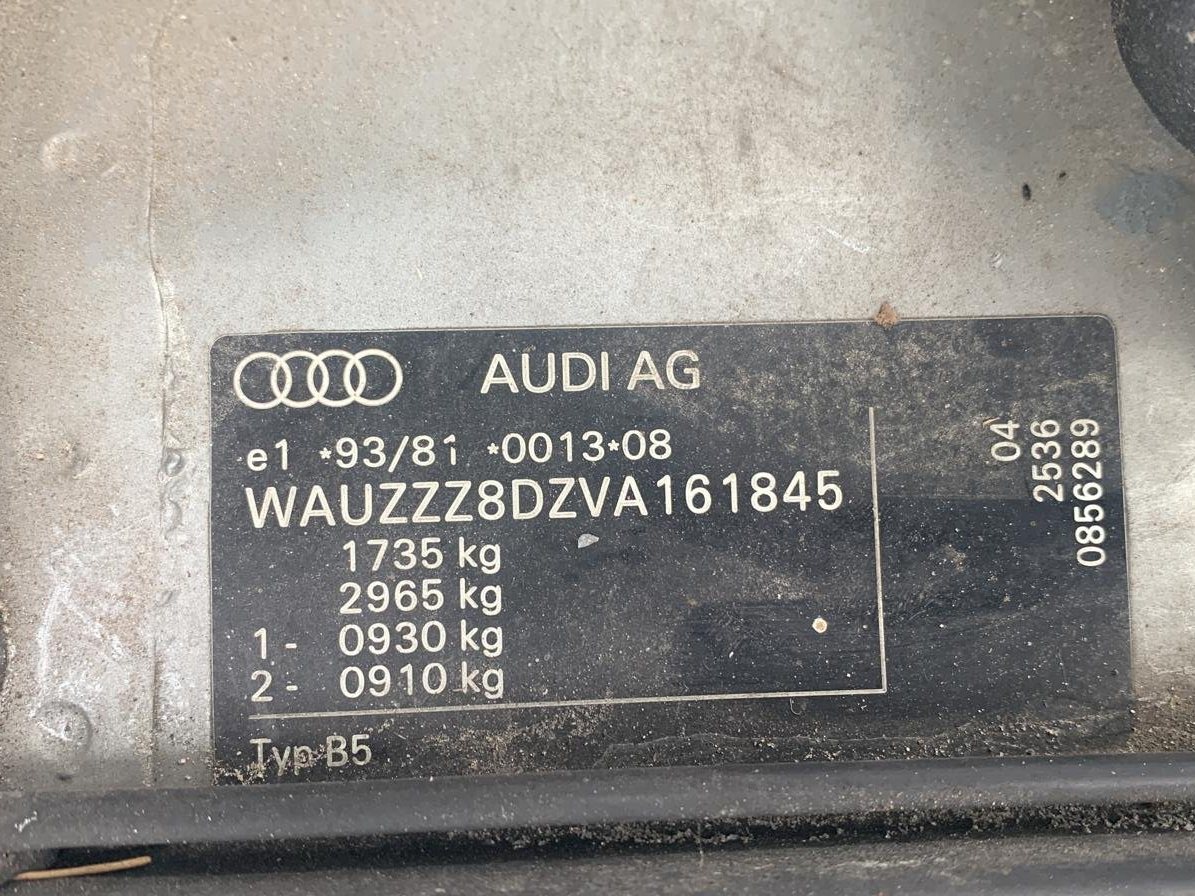 AUDI AG
e1 *93/81 *0013*08
WAUZZZ8DZVA161845
1735 kg
2965 kg
1- 0930 kg
2- 0910 kg
Typ B5
04
2536
0856289